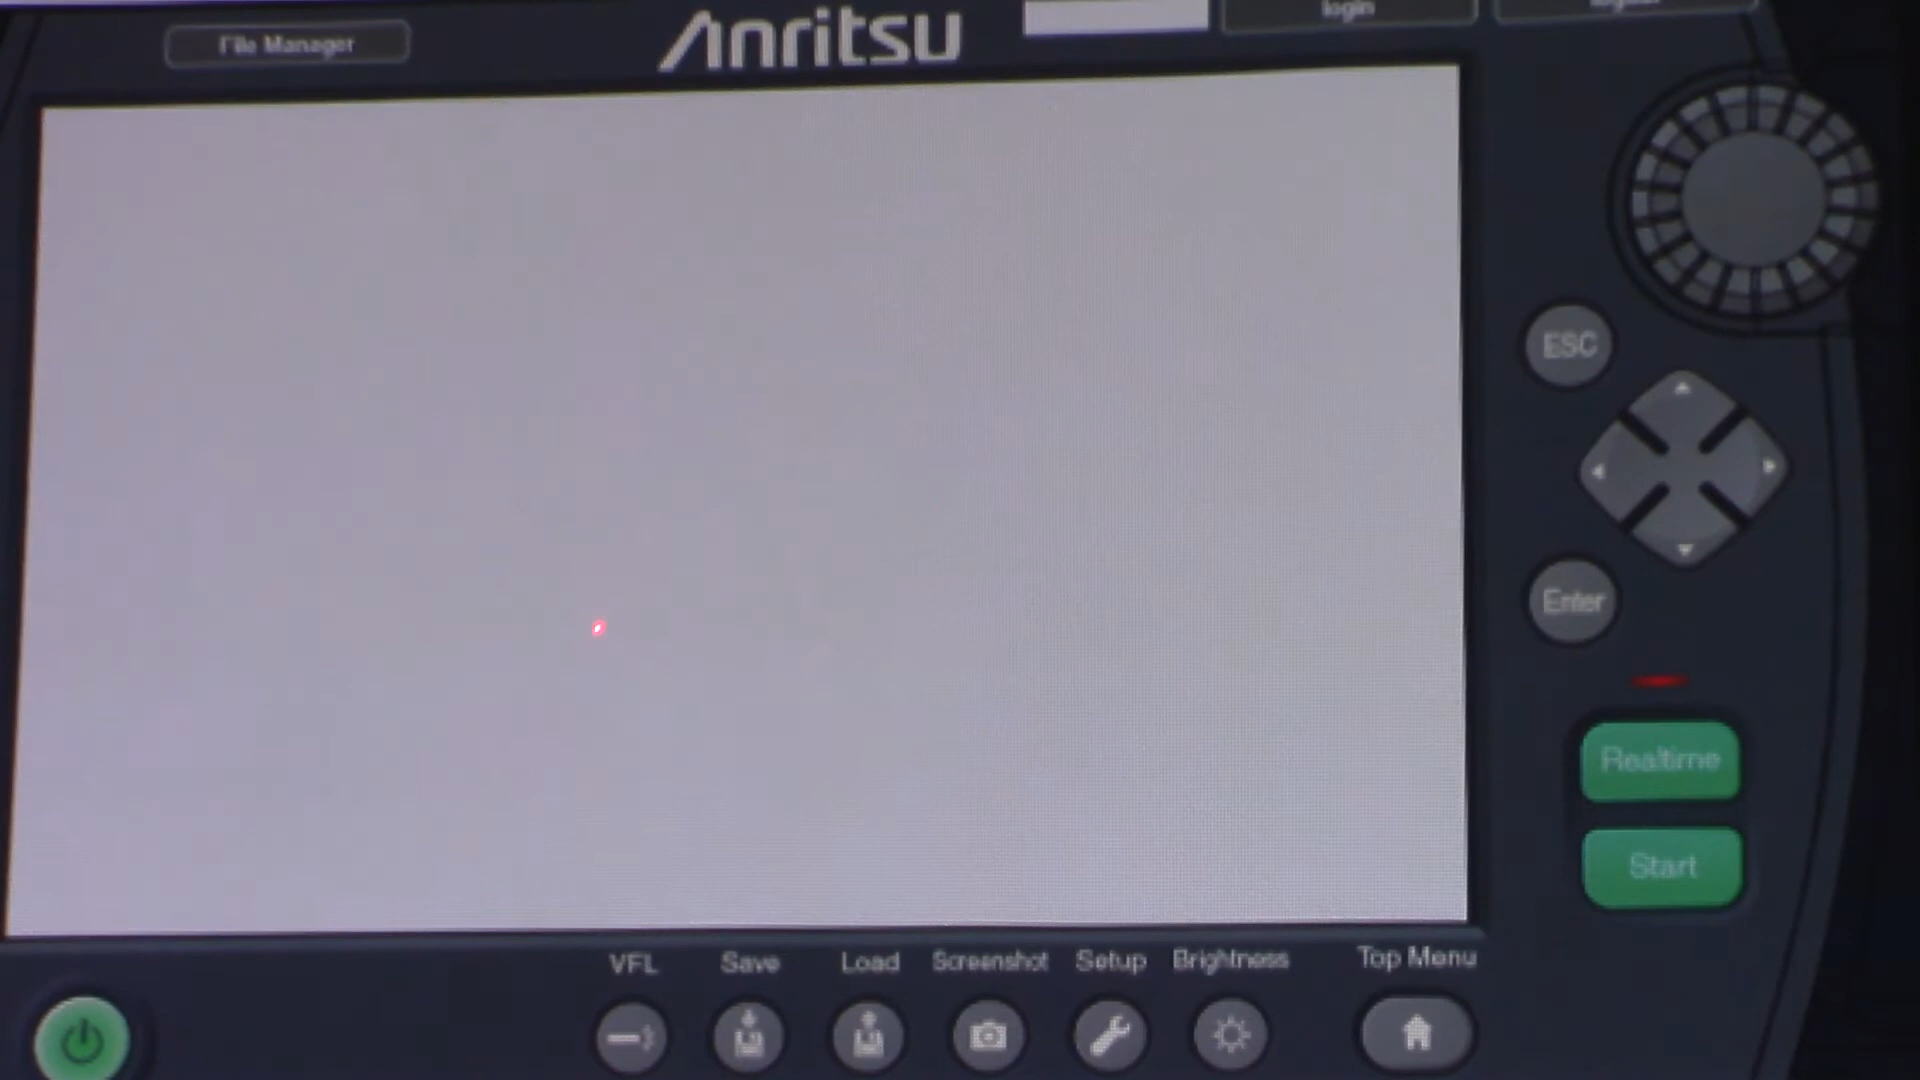 File Manager
Anritsu
login
ESC
Enter
Realtime
Start
VFL
Save
Load
Screenshot
Setup
Brightness
Top Menu